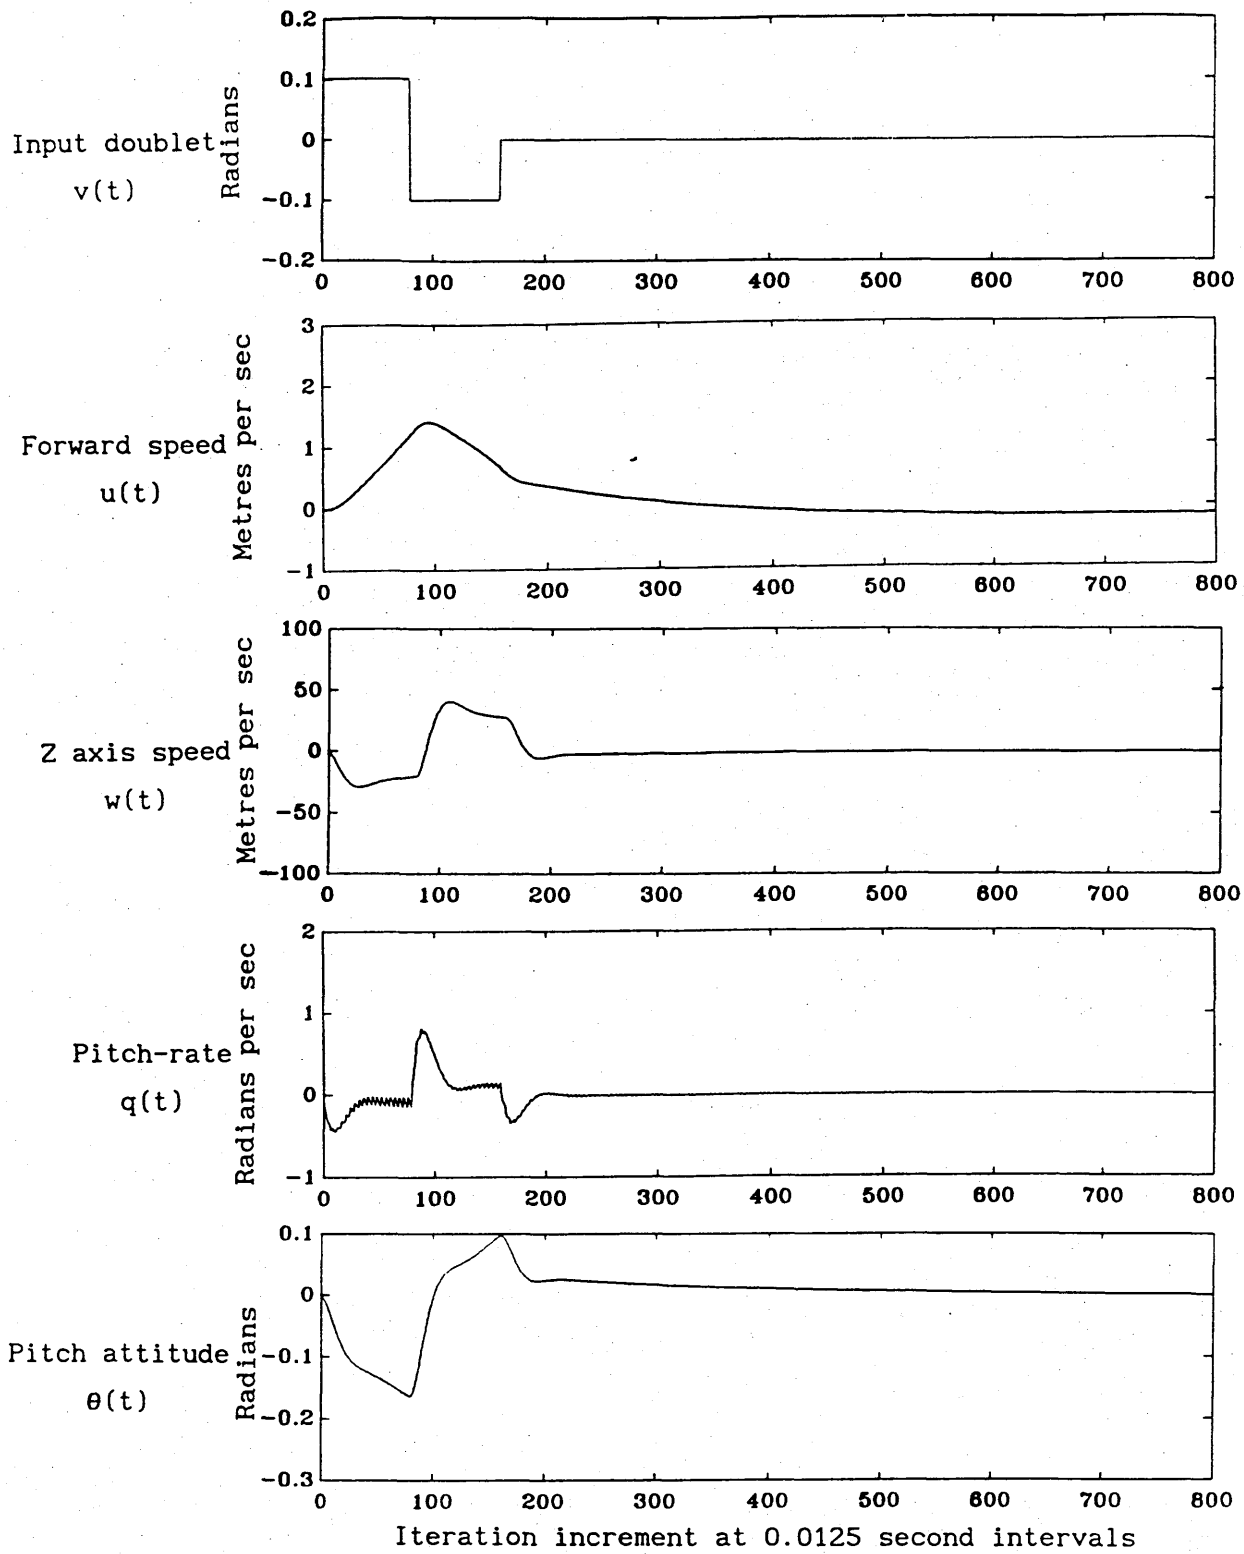 Input doublet
v(t)
Radians
0.2
0.1
0
-0.1
-0.2
0 100 200 300 400 500 600 700 800
Forward speed
u(t)
Metres per sec
3
2
1
0
-1
0 100 200 300 400 500 600 700 800
Z axis speed
w(t)
Metres per sec
100
50
0
-50
-100
0 100 200 300 400 500 600 700 800
Pitch-rate
q(t)
Radians per sec
2
1
0
-1
0 100 200 300 400 500 600 700 800
Pitch attitude
θ(t)
Radians
0.1
0
-0.1
-0.2
-0.3
0 100 200 300 400 500 600 700 800
Iteration increment at 0.0125 second intervals